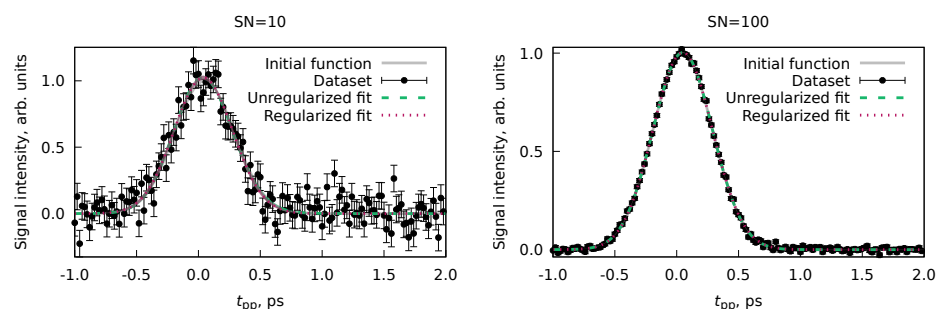 SN=10
Signal intensity, arb. units
1.0
0.5
0.0
Initial function
Dataset
Unregularized fit
Regularized fit
-1.0 -0.5 0.0 0.5 1.0 1.5 2.0
tpp, ps
SN=100
Signal intensity, arb. units
1.0
0.5
0.0
Initial function
Dataset
Unregularized fit
Regularized fit
-1.0 -0.5 0.0 0.5 1.0 1.5 2.0
tpp, ps